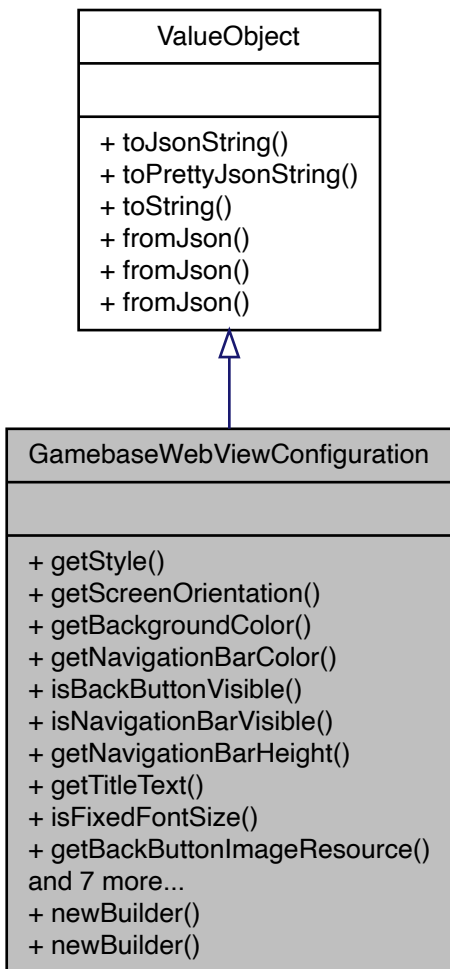 ValueObject
+ toJsonString()
+ toPrettyJsonString()
+ toString()
+ fromJson()
+ fromJson()
+ fromJson()
GamebaseWebViewConfiguration
+ getStyle()
+ getScreenOrientation()
+ getBackgroundColor()
+ getNavigationBarColor()
+ isBackButtonVisible()
+ isNavigationBarVisible()
+ getNavigationBarHeight()
+ getTitleText()
+ isFixedFontSize()
+ getBackButtonImageResource()
and 7 more...
+ newBuilder()
+ newBuilder()